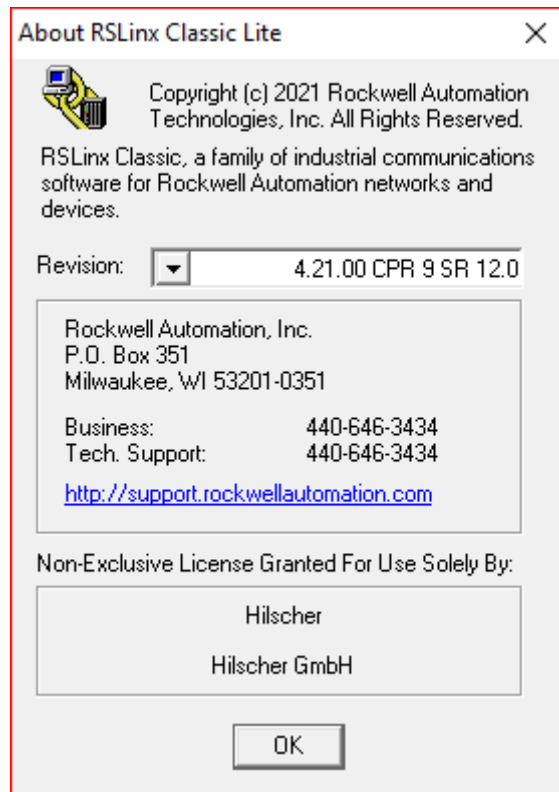 About RSLinx Classic Lite
Copyright (c) 2021 Rockwell Automation
Technologies, Inc. All Rights Reserved.
RSLinx Classic, a family of industrial communications
software for Rockwell Automation networks and
devices.
Revision: 4.21.00 CPR 9 SR 12.0
Rockwell Automation, Inc.
P.O. Box 351
Milwaukee, WI 53201-0351
Business: 440-646-3434
Tech. Support: 440-646-3434
http://support.rockwellautomation.com
Non-Exclusive License Granted For Use Solely By:
Hilscher
Hilscher GmbH
OK